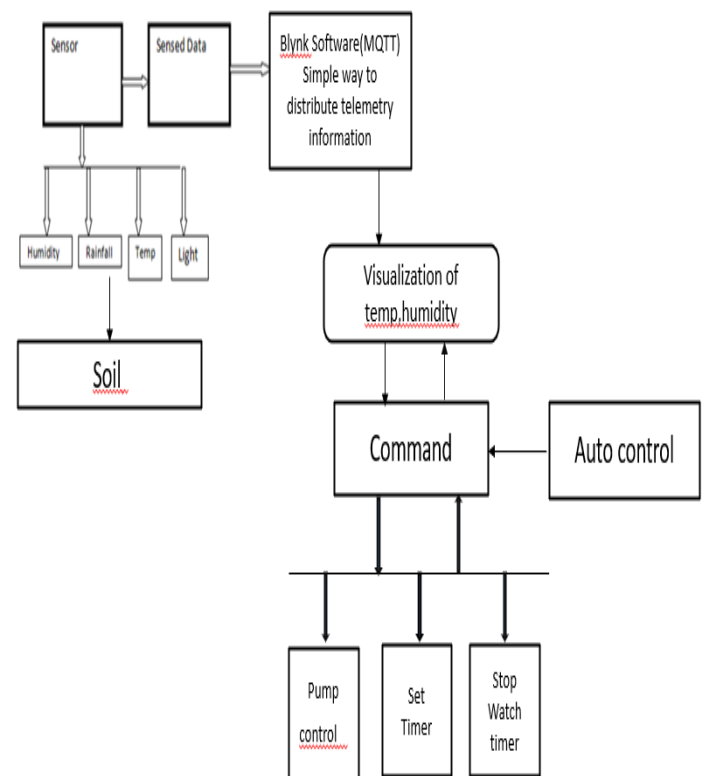 Sensor
Sensed Data
Blynk Software(MQTT)
Simple way to
distribute telemetry
information
Humidity
Rainfall
Temp
Light
Soil
Visualization of
temp,humidity
Command
Auto control
Pump
control
Set
Timer
Stop
Watch
timer